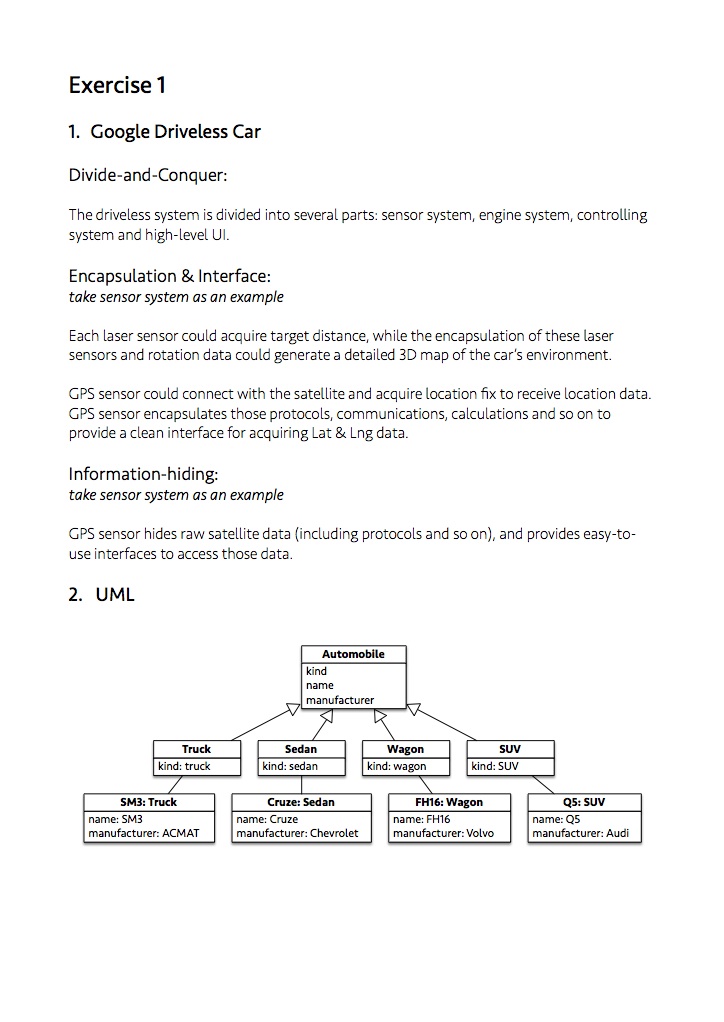 Exercise 1
1. Google Driveless Car
Divide-and-Conquer:
The driveless system is divided into several parts: sensor system, engine system, controlling
system and high-level UI.
Encapsulation & Interface:
take sensor system as an example
Each laser sensor could acquire target distance, while the encapsulation of these laser
sensors and rotation data could generate a detailed 3D map of the car's environment.
GPS sensor could connect with the satellite and acquire location fix to receive location data.
GPS sensor encapsulates those protocols, communications, calculations and so on to
provide a clean interface for acquiring Lat & Lng data.
Information-hiding:
take sensor system as an example
GPS sensor hides raw satellite data (including protocols and so on), and provides easy-to-
use interfaces to access those data.
2. UML
Automobile
kind
name
manufacturer
Truck
kind: truck
Sedan
kind: sedan
Wagon
kind: wagon
SUV
kind: SUV
SM3: Truck
name: SM3
manufacturer: ACMAT
Cruze: Sedan
name: Cruze
manufacturer: Chevrolet
FH16: Wagon
name: FH16
manufacturer: Volvo
Q5: SUV
name: Q5
manufacturer: Audi